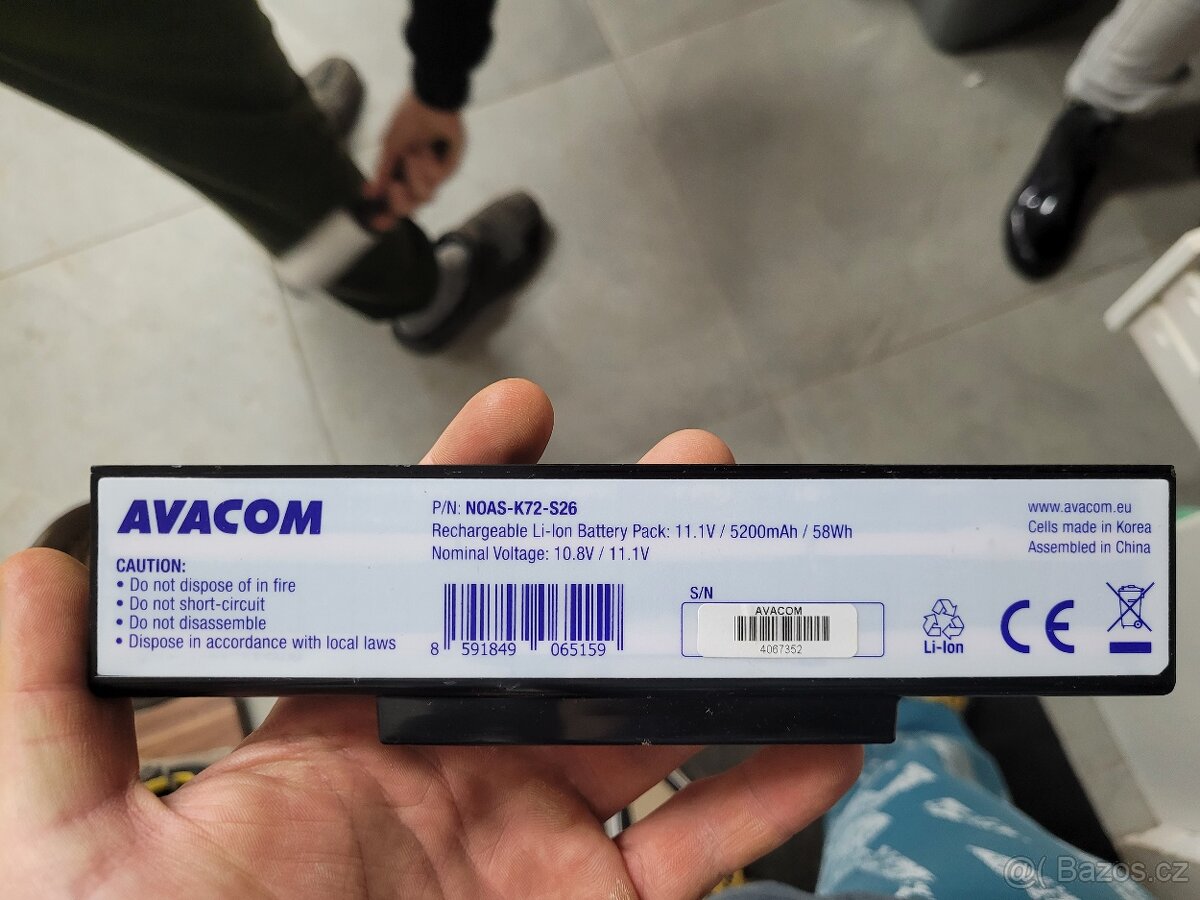 AVACOM
CAUTION:
• Do not dispose of in fire
• Do not short-circuit
• Do not disassemble
• Dispose in accordance with local laws
P/N: NOAS-K72-S26
Rechargeable Li-Ion Battery Pack: 11.1V / 5200mAh / 58Wh
Nominal Voltage: 10.8V / 11.1V
8 591849 065159
S/N
AVACOM
4067352
www.avacom.eu
Cells made in Korea
Assembled in China
Li-Ion
CE
@( Bazos.cz